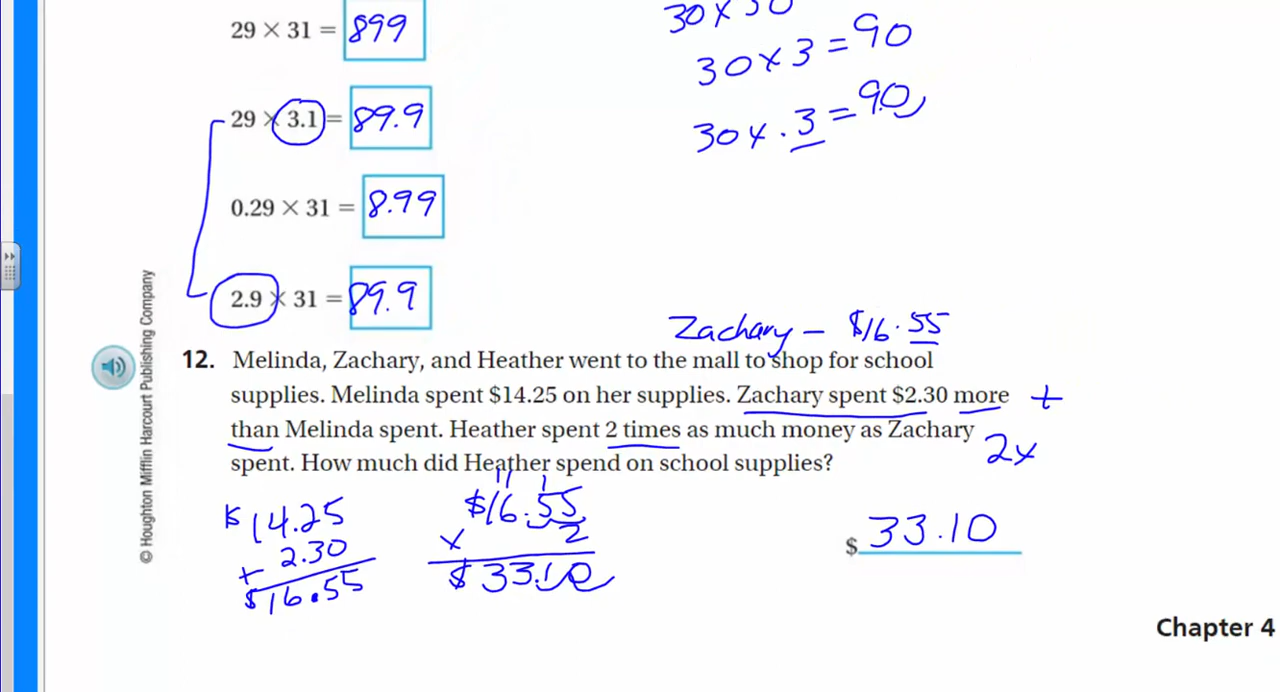 29 × 31 = 899
30 x 30
30 x 3 = 90
29 × 3.1 = 89.9
30 x .3 = 9.0
0.29 × 31 = 8.99
2.9 × 31 = 89.9
Zachary – $16.55
12. Melinda, Zachary, and Heather went to the mall to shop for school
supplies. Melinda spent $14.25 on her supplies. Zachary spent $2.30 more +
than Melinda spent. Heather spent 2 times as much money as Zachary 2x
spent. How much did Heather spend on school supplies?
11 1
$14.25
+ 2.30
$16.55
$16.55
x 2
$33.10
$ 33.10
© Houghton Mifflin Harcourt Publishing Company
Chapter 4